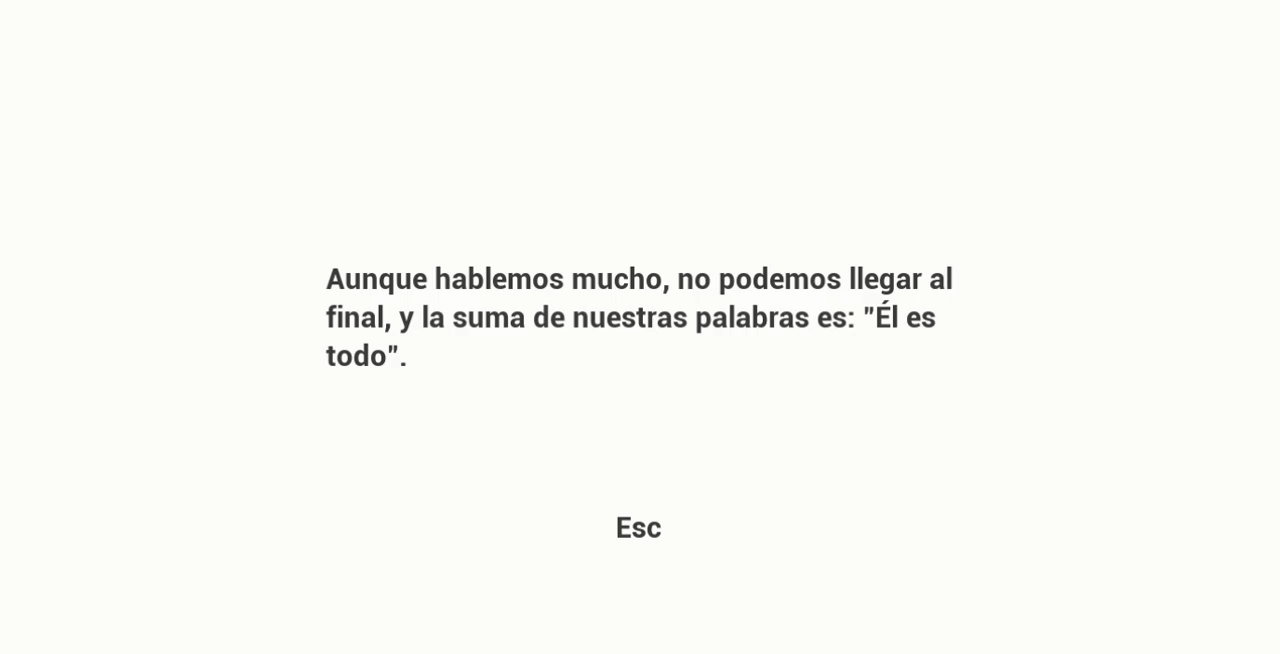 Aunque hablemos mucho, no podemos llegar al
final, y la suma de nuestras palabras es: "Él es
todo".
Esc